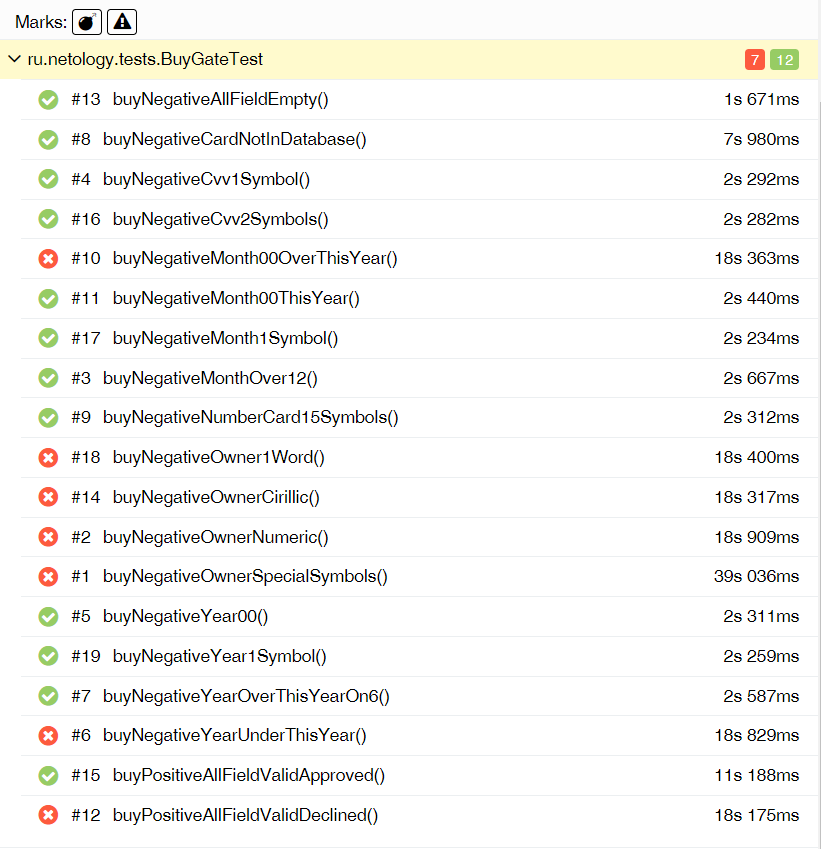 Marks:
ru.netology.tests.BuyGateTest 7 12
#13 buyNegativeAllFieldEmpty() 1s 671ms
#8 buyNegativeCardNotInDatabase() 7s 980ms
#4 buyNegativeCvv1Symbol() 2s 292ms
#16 buyNegativeCvv2Symbols() 2s 282ms
#10 buyNegativeMonth00OverThisYear() 18s 363ms
#11 buyNegativeMonth00ThisYear() 2s 440ms
#17 buyNegativeMonth1Symbol() 2s 234ms
#3 buyNegativeMonthOver12() 2s 667ms
#9 buyNegativeNumberCard15Symbols() 2s 312ms
#18 buyNegativeOwner1Word() 18s 400ms
#14 buyNegativeOwnerCirillic() 18s 317ms
#2 buyNegativeOwnerNumeric() 18s 909ms
#1 buyNegativeOwnerSpecialSymbols() 39s 036ms
#5 buyNegativeYear00() 2s 311ms
#19 buyNegativeYear1Symbol() 2s 259ms
#7 buyNegativeYearOverThisYearOn6() 2s 587ms
#6 buyNegativeYearUnderThisYear() 18s 829ms
#15 buyPositiveAllFieldValidApproved() 11s 188ms
#12 buyPositiveAllFieldValidDeclined() 18s 175ms